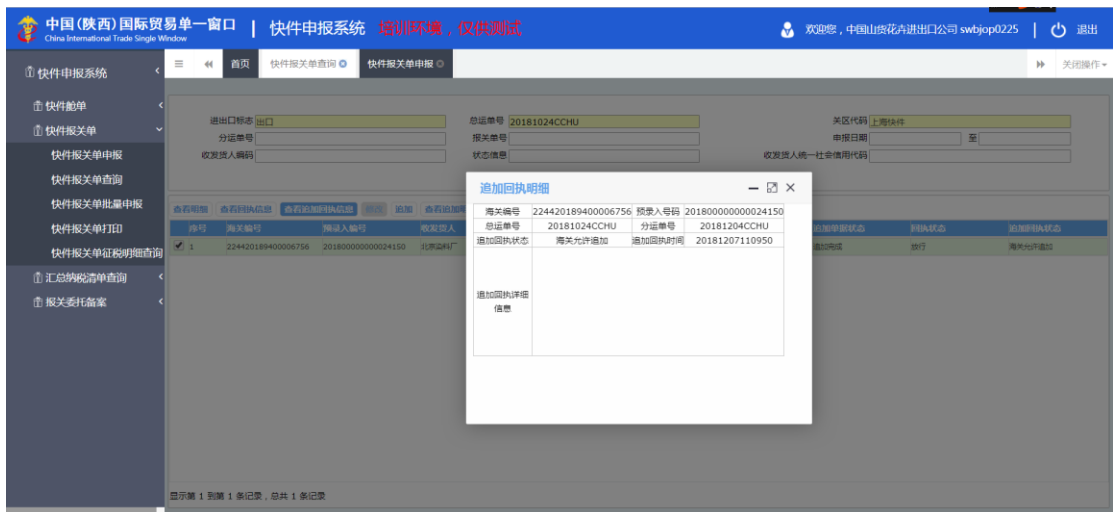 中国(陕西)国际贸易单一窗口 | 快件申报系统 培训环境，仅供测试 欢迎您，中国山货花卉进出口公司 swbjop0225 | 退出
China International Trade Single Window
快件申报系统 首页 快件报关单查询 快件报关单申报 关闭操作
快件舱单
快件报关单
快件报关单申报
快件报关单查询
快件报关单批量申报
快件报关单打印
快件报关单征税明细查询
汇总纳税清单查询
报关委托备案
进出口标志 出口 总运单号 20181024CCHU 关区代码 上海快件
分运单号 报关单号 申报日期 至
收发货人编码 状态信息 收发货人统一社会信用代码
查看明细 查看回执信息 查看追加回执信息 修改 追加 查看追加明
序号 海关编号 预录入编号 收发货人 追加单据状态 回执状态 追加回执状态
1 224420189400006756 201800000000024150 北京染料厂 追加完成 放行 海关允许追加
追加回执明细
海关编号 224420189400006756 预录入号码 201800000000024150
总运单号 20181024CCHU 分运单号 20181204CCHU
追加回执状态 海关允许追加 追加回执时间 20181207110950
追加回执详细
信息
显示第 1 到第 1 条记录，总共 1 条记录